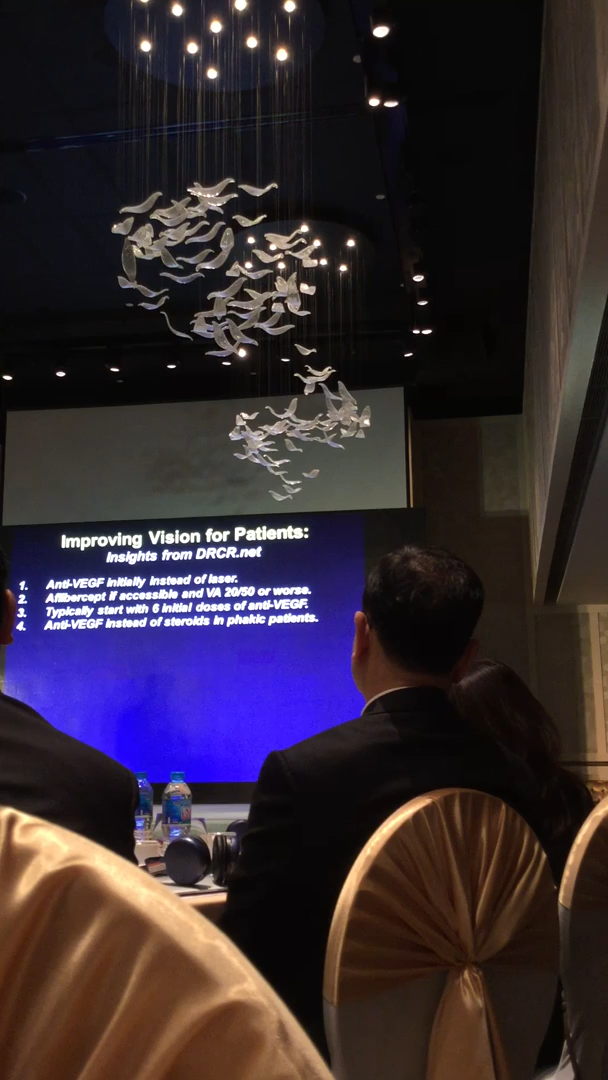 Improving Vision for Patients:
Insights from DRCR.net
1. Anti-VEGF initially instead of laser.
2. Aflibercept if accessible and VA 20/50 or worse.
3. Typically start with 6 initial doses of anti-VEGF.
4. Anti-VEGF instead of steroids in phakic patients.